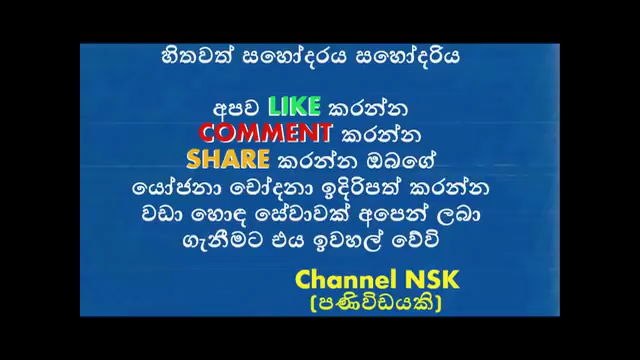 හිතවත් සහෝදරය සහෝදරිය
අපව LIKE කරන්න
COMMENT කරන්න
SHARE කරන්න ඔබගේ
යෝජනා චෝදනා ඉදිරිපත් කරන්න
වඩා හොඳ සේවාවක් අපෙන් ලබා
ගැනීමට එය ඉවහල් වේවි
Channel NSK
(පණිවිඩයකි)